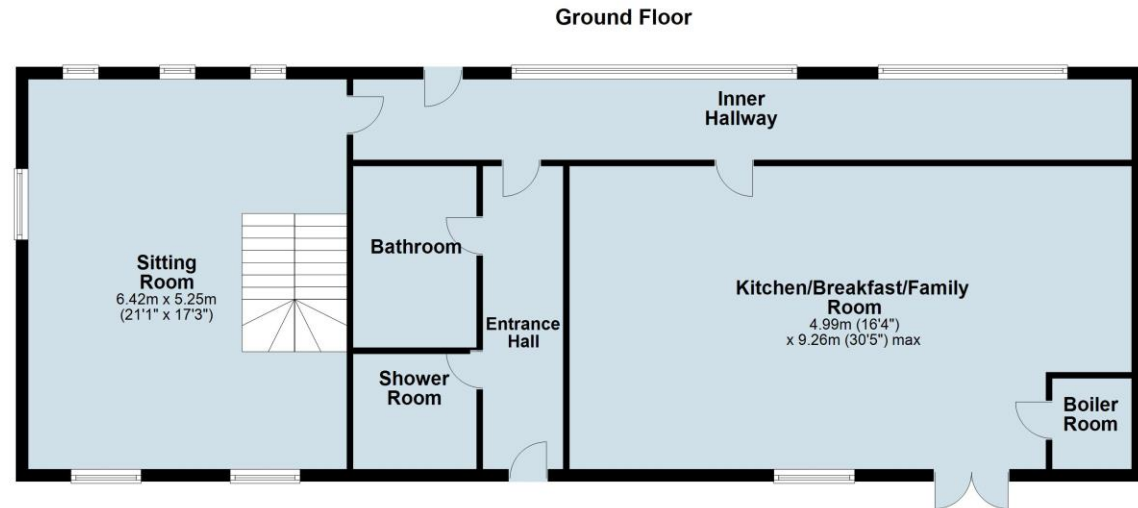 Ground Floor
Inner
Hallway
Bathroom
Sitting
Room
6.42m x 5.25m
(21'1" x 17'3")
Kitchen/Breakfast/Family
Room
4.99m (16'4")
x 9.26m (30'5") max
Entrance
Hall
Shower
Room
Boiler
Room